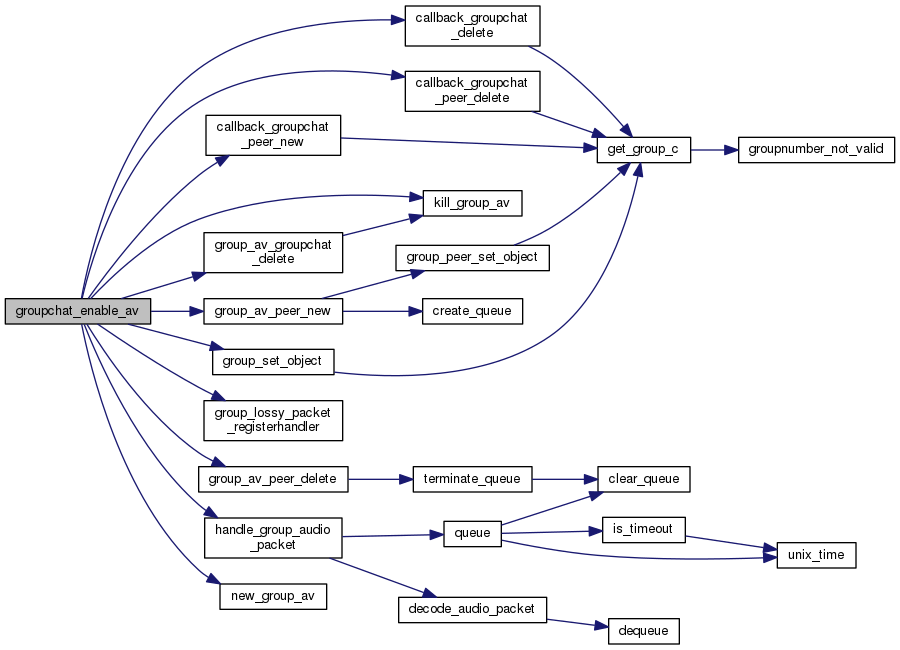 callback_groupchat
_delete
callback_groupchat
_peer_delete
callback_groupchat
_peer_new
get_group_c
groupnumber_not_valid
kill_group_av
group_av_groupchat
_delete
group_peer_set_object
groupchat_enable_av
group_av_peer_new
create_queue
group_set_object
group_lossy_packet
_registerhandler
group_av_peer_delete
terminate_queue
clear_queue
handle_group_audio
_packet
queue
is_timeout
unix_time
new_group_av
decode_audio_packet
dequeue